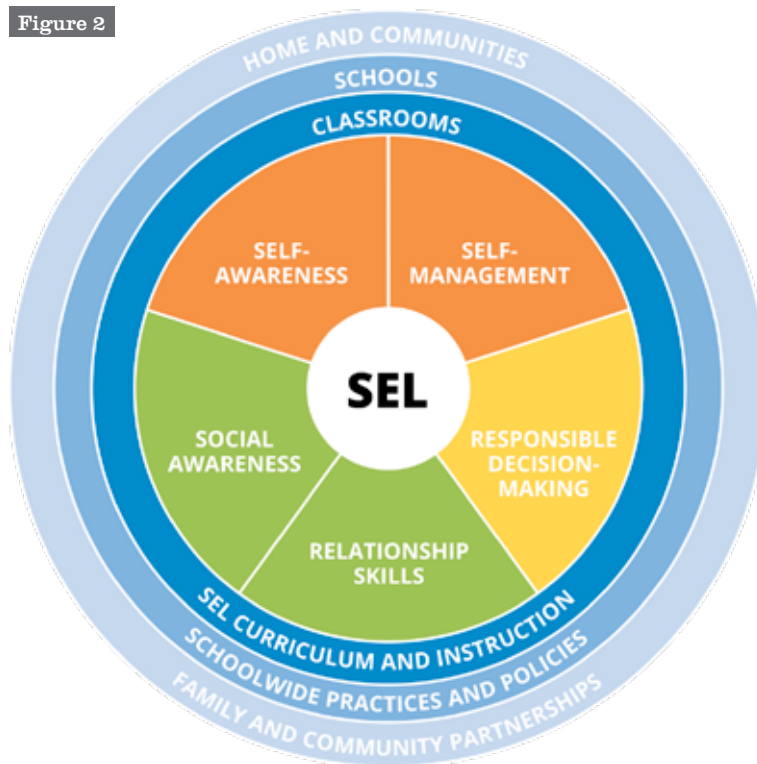 Figure 2
HOME AND COMMUNITIES
SCHOOLS
CLASSROOMS
SELF-
AWARENESS
SELF-
MANAGEMENT
SEL
SOCIAL
AWARENESS
RESPONSIBLE
DECISION-
MAKING
RELATIONSHIP
SKILLS
SEL CURRICULUM AND INSTRUCTION
SCHOOLWIDE PRACTICES AND POLICIES
FAMILY AND COMMUNITY PARTNERSHIPS